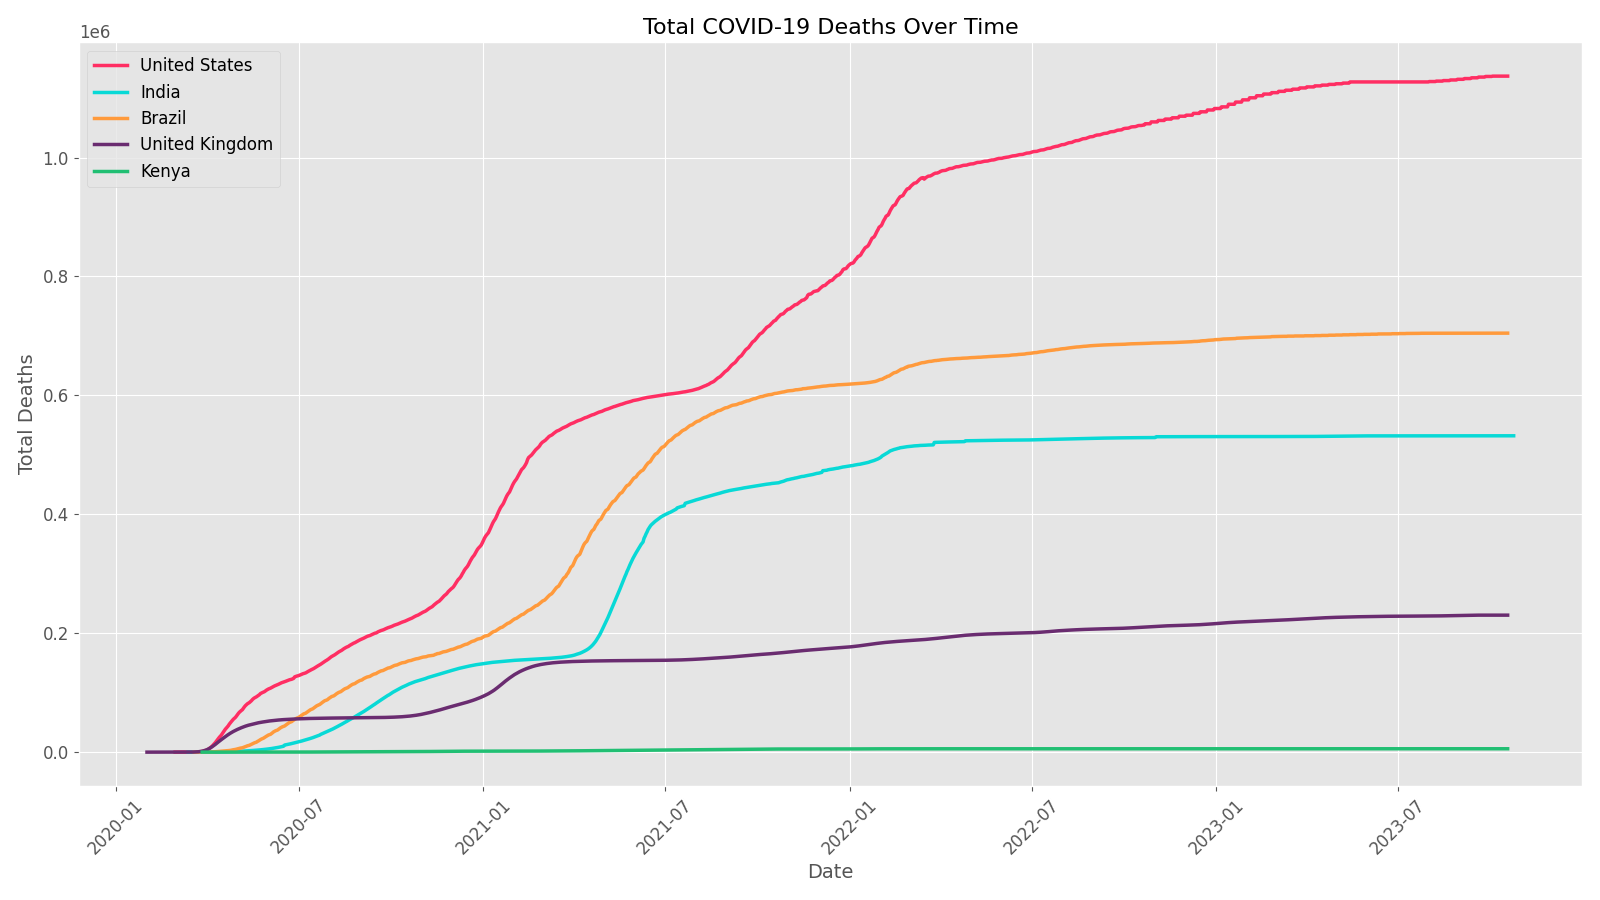 Total COVID-19 Deaths Over Time
1e6
United States
India
Brazil
United Kingdom
Kenya
1.0
0.8
0.6
0.4
0.2
0.0
Total Deaths
2020-01
2020-07
2021-01
2021-07
2022-01
2022-07
2023-01
2023-07
Date